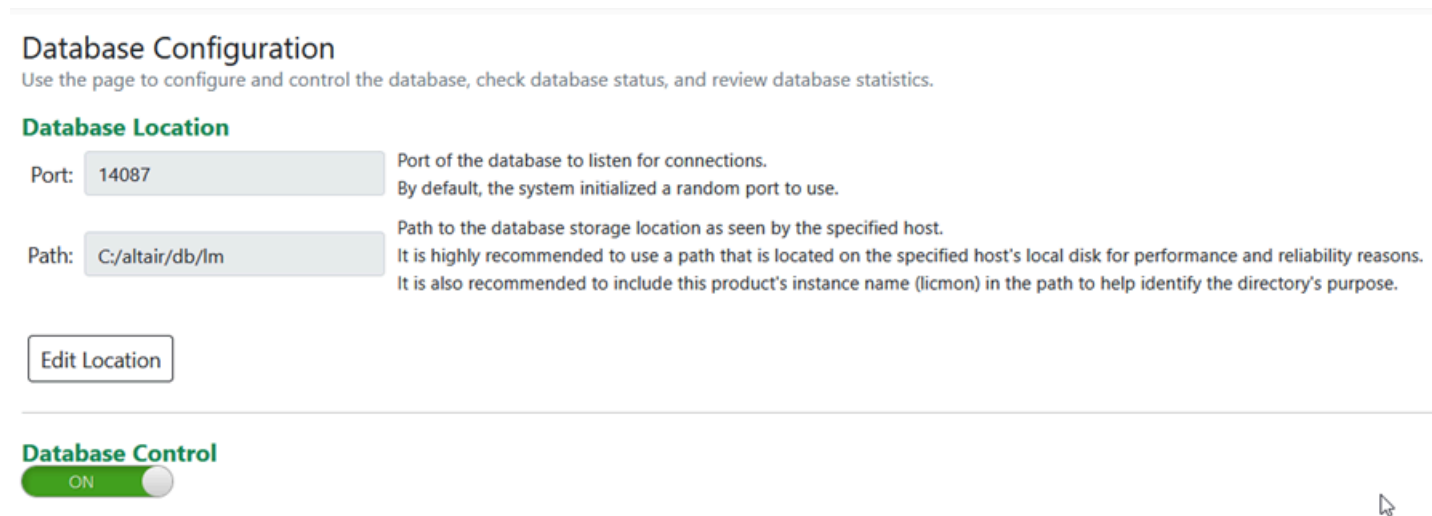 Database Configuration
Use the page to configure and control the database, check database status, and review database statistics.
Database Location
Port: 14087
Port of the database to listen for connections.
By default, the system initialized a random port to use.
Path: C:/altair/db/lm
Path to the database storage location as seen by the specified host.
It is highly recommended to use a path that is located on the specified host's local disk for performance and reliability reasons.
It is also recommended to include this product's instance name (licmon) in the path to help identify the directory's purpose.
Edit Location
Database Control
ON